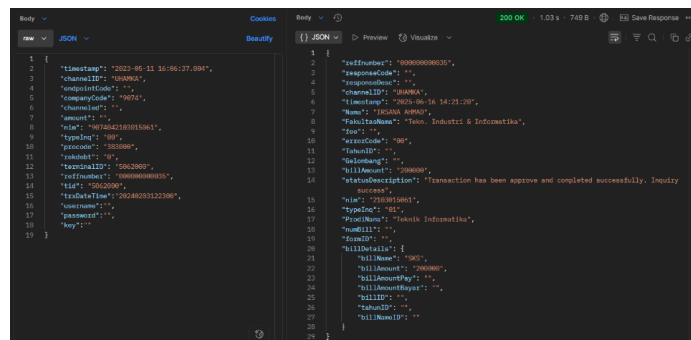 Body
Cookies
raw JSON
Beautify
1 {
2 "timestamp": "2023-05-11 16:06:37.004",
3 "channelID": "UHAMKA",
4 "endpointCode": "",
5 "companyCode": "9074",
6 "channeled": "",
7 "amount": "",
8 "nim": "9074042103015061",
9 "typeInq": "00",
10 "procode": "383000",
11 "rekdebt": "0",
12 "terminalID": "5062000",
13 "reffnumber": "000000000035",
14 "tid": "5062000",
15 "trxDateTime":"20240203122300",
16 "username":"",
17 "password":"",
18 "key":""
19 }
Body
200 OK · 1.03 s · 749 B ·
Save Response
{} JSON
Preview
Visualize
1 {
2 "reffnumber": "000000000035",
3 "responseCode": "",
4 "responseDesc": "",
5 "channelID": "UHAMKA",
6 "timestamp": "2025-06-16 14:21:20",
7 "Nama": "IRSANA AHMAD",
8 "FakultasNama": "Tekn. Industri & Informatika",
9 "fee": "",
10 "errorCode": "00",
11 "TahunID": "",
12 "Gelombang": "",
13 "billAmount": "200000",
14 "statusDescription": "Transaction has been approve and completed successfully. Inquiry
success",
15 "nim": "2103015061",
16 "typeInq": "01",
17 "ProdiNama": "Teknik Informatika",
18 "numBill": "",
19 "formID": "",
20 "billDetails": {
21 "billName": "SKS",
22 "billAmount": "200000",
23 "billAmountPay": "",
24 "billAmountBayar": "",
25 "billID": "",
26 "tahunID": "",
27 "billNameID": ""
28 }
29 }